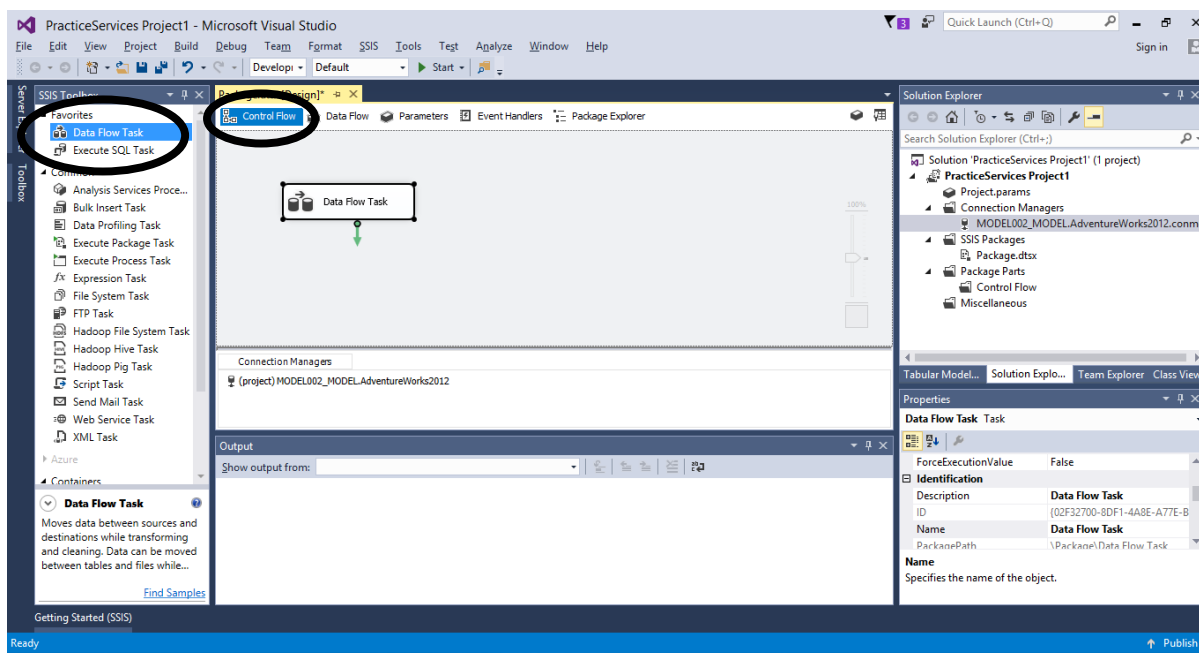 PracticeServices Project1 - Microsoft Visual Studio
3
Quick Launch (Ctrl+Q)
File Edit View Project Build Debug Team Format SSIS Tools Test Analyze Window Help
Sign in
Developı Default Start
Server
Toolbox
SSIS Toolbox
Favorites
Data Flow Task
Execute SQL Task
Analysis Services Proce...
Bulk Insert Task
Data Profiling Task
Execute Package Task
Execute Process Task
Expression Task
File System Task
FTP Task
Hadoop File System Task
Hadoop Hive Task
Hadoop Pig Task
Script Task
Send Mail Task
Web Service Task
XML Task
Azure
Containers
Data Flow Task
Moves data between sources and
destinations while transforming
and cleaning. Data can be moved
between tables and files while...
Find Samples
Control Flow Data Flow Parameters Event Handlers Package Explorer
Data Flow Task
100%
Connection Managers
(project) MODEL002_MODEL.AdventureWorks2012
Output
Show output from:
Solution Explorer
Search Solution Explorer (Ctrl+;)
Solution 'PracticeServices Project1' (1 project)
PracticeServices Project1
Project.params
Connection Managers
MODEL002_MODEL.AdventureWorks2012.conm
SSIS Packages
Package.dtsx
Package Parts
Control Flow
Miscellaneous
Tabular Model... Solution Explo... Team Explorer Class View
Properties
Data Flow Task Task
ForceExecutionValue False
Identification
Description Data Flow Task
ID {02F32700-8DF1-4A8E-A77E-B
Name Data Flow Task
PackagePath \Package\Data Flow Task
Name
Specifies the name of the object.
Getting Started (SSIS)
Ready
Publish